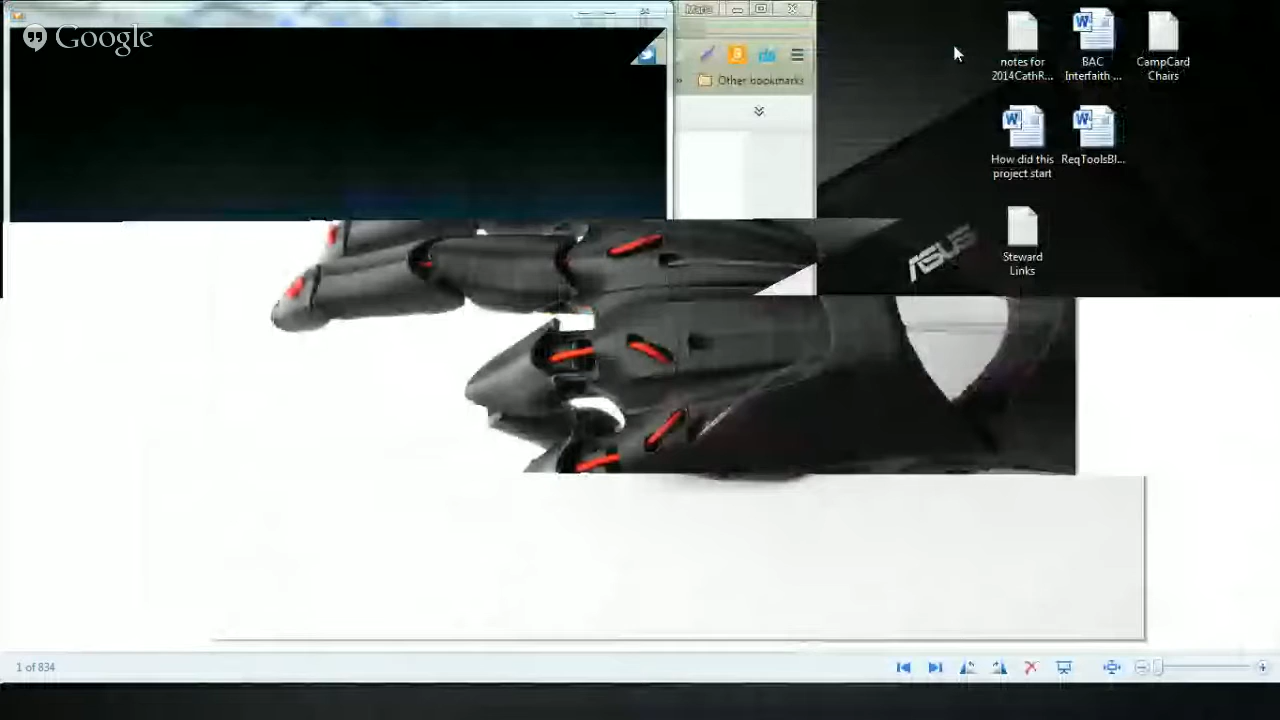 Google
Marc
Other bookmarks
notes for
2014CathR...
BAC
Interfaith ...
CampCard
Chairs
How did this
project start
ReqToolsBl...
ASUS
Steward
Links
1 of 834